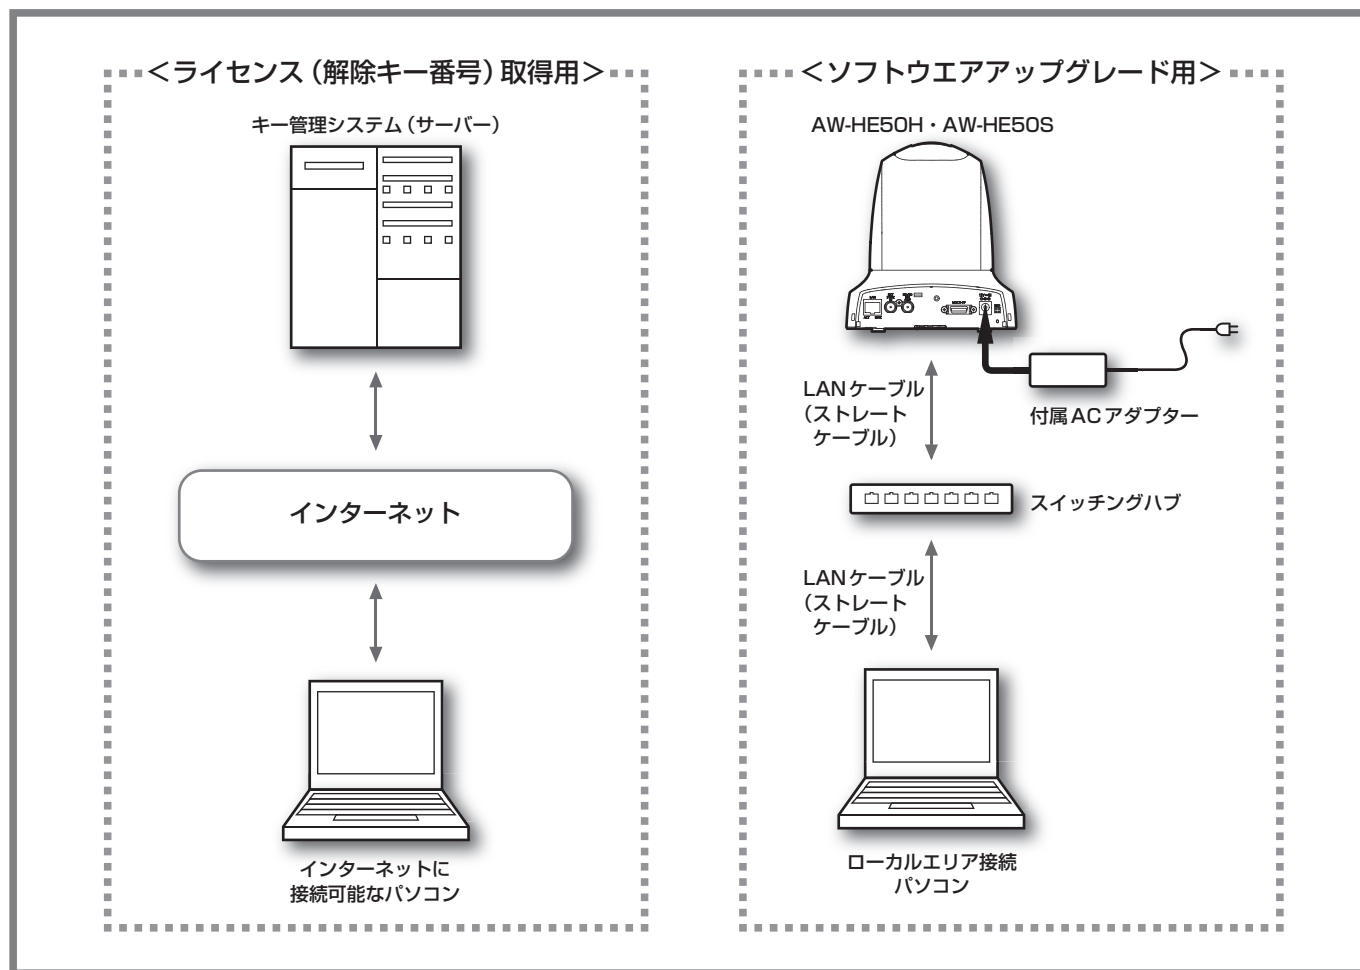 ＜ライセンス（解除キー番号）取得用＞
キー管理システム（サーバー）
インターネット
インターネットに
接続可能なパソコン
＜ソフトウエアアップグレード用＞
AW-HE50H・AW-HE50S
LANケーブル
（ストレート
ケーブル）
付属ACアダプター
スイッチングハブ
LANケーブル
（ストレート
ケーブル）
ローカルエリア接続
パソコン